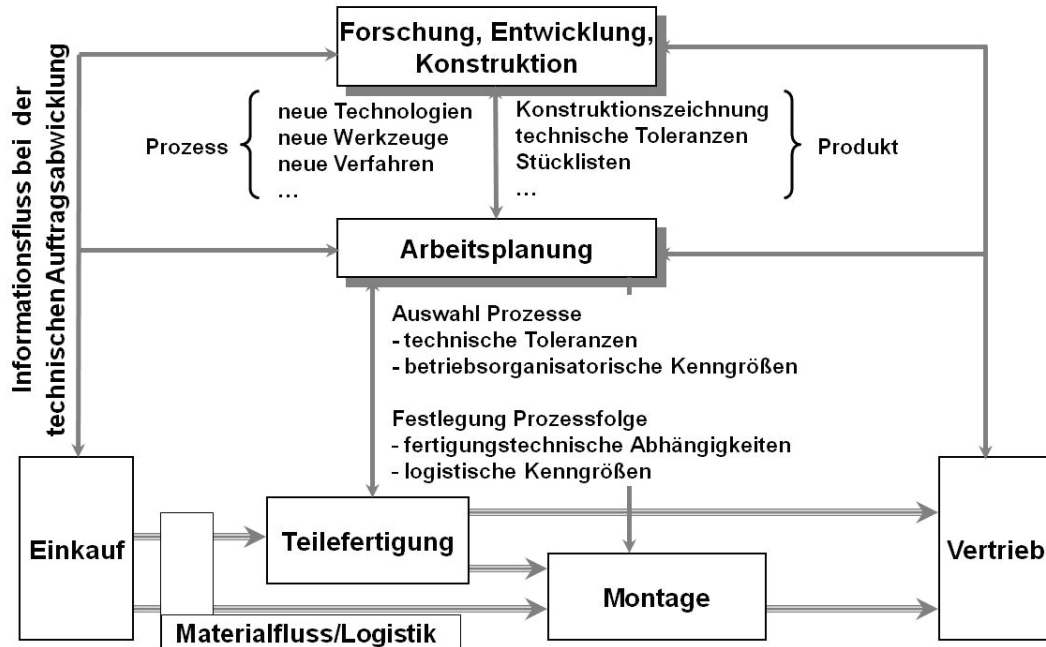 Forschung, Entwicklung,
Konstruktion
Informationsfluss bei der
technischen Auftragsabwicklung
Prozess
neue Technologien
neue Werkzeuge
neue Verfahren
...
Konstruktionszeichnung
technische Toleranzen
Stücklisten
...
Produkt
Arbeitsplanung
Auswahl Prozesse
- technische Toleranzen
- betriebsorganisatorische Kenngrößen
Festlegung Prozessfolge
- fertigungstechnische Abhängigkeiten
- logistische Kenngrößen
Einkauf
Teilefertigung
Montage
Vertrieb
Materialfluss/Logistik